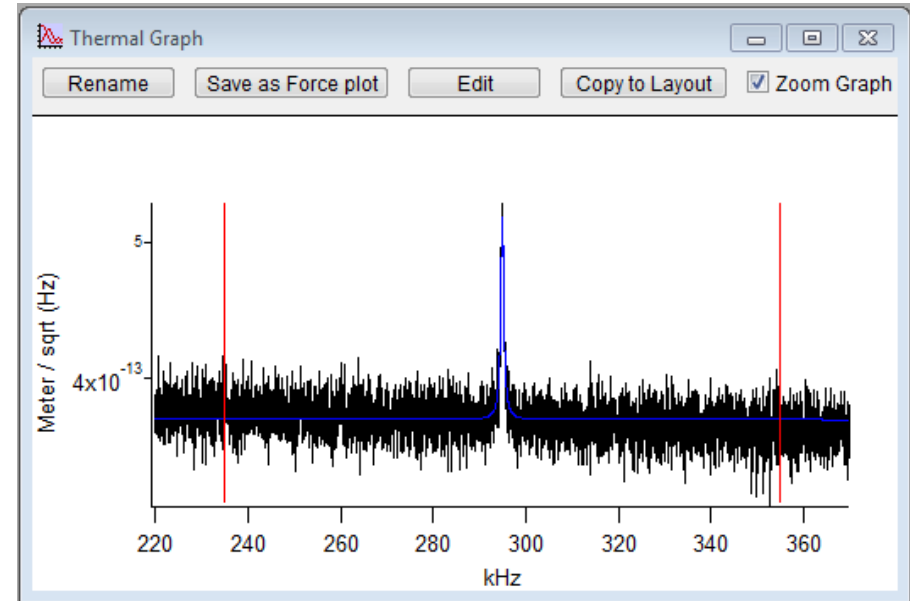 Thermal Graph
Rename Save as Force plot Edit Copy to Layout Zoom Graph
5
4x10-13
Meter / sqrt (Hz)
220 240 260 280 300 320 340 360
kHz